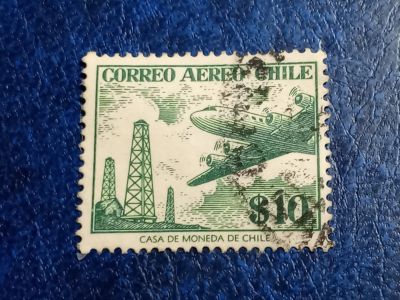 CORREO AEREO CHILE
$10
CASA DE MONEDA DE CHILE